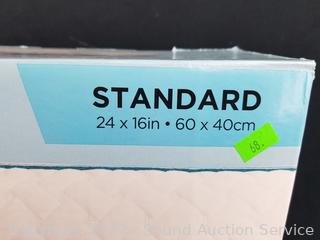 STANDARD
24 x 16in • 60 x 40cm
68.
Sound Auction Service